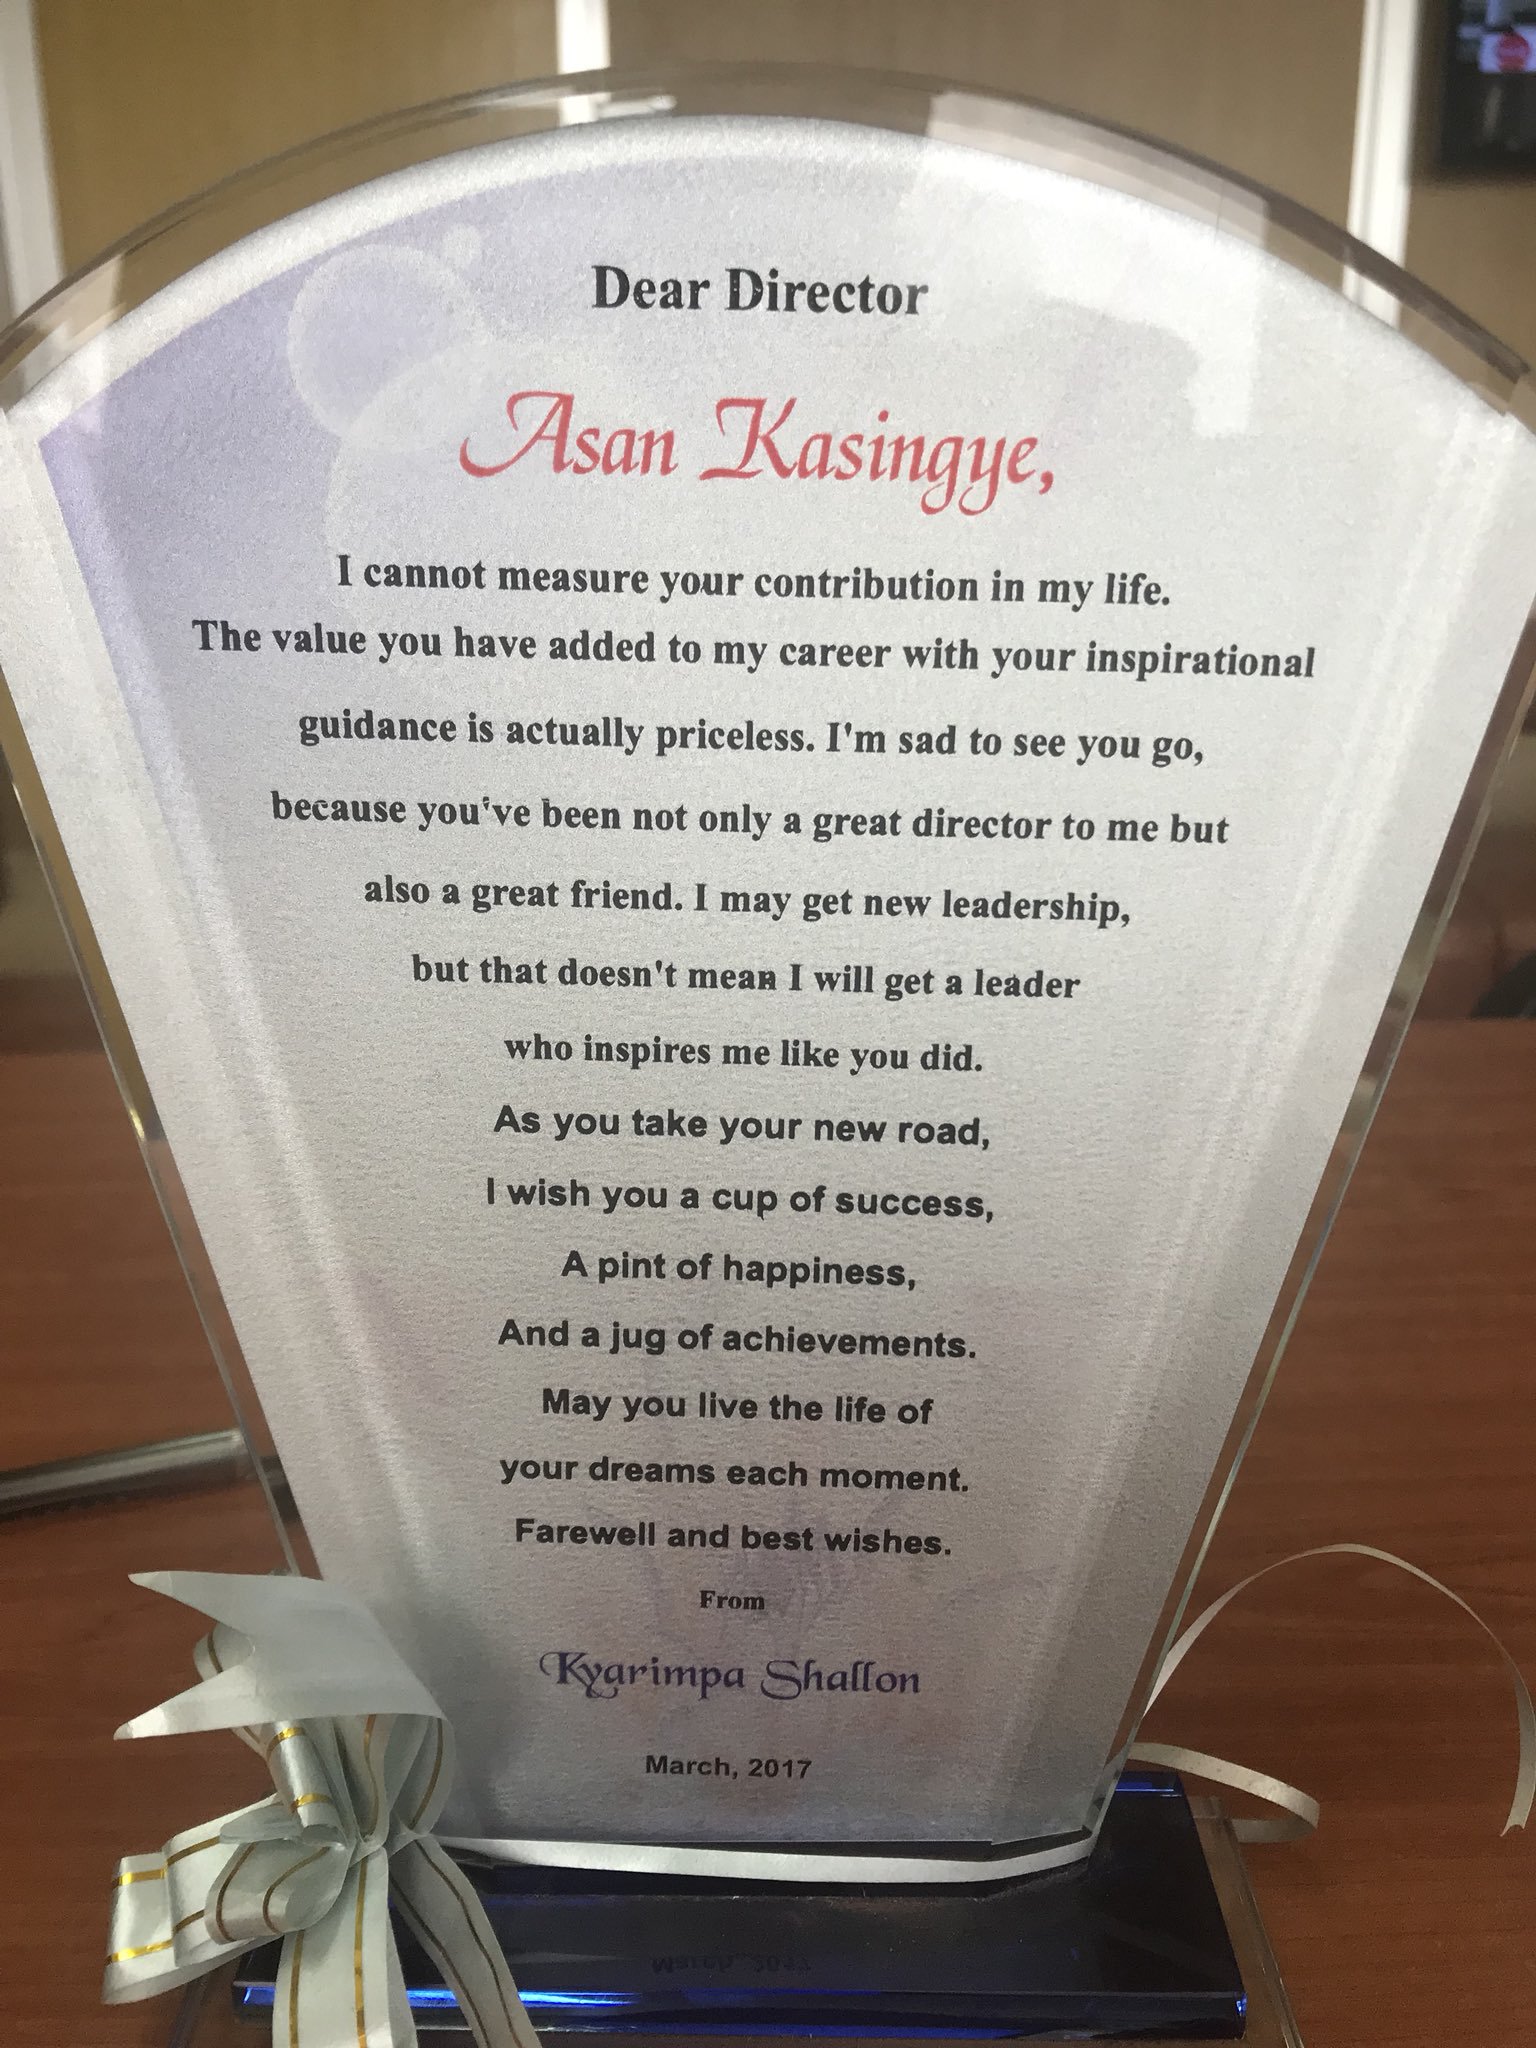 Dear Director
Asan Kasingye,
I cannot measure your contribution in my life.
The value you have added to my career with your inspirational
guidance is actually priceless. I'm sad to see you go,
because you've been not only a great director to me but
also a great friend. I may get new leadership,
but that doesn't mean I will get a leader
who inspires me like you did.
As you take your new road,
I wish you a cup of success,
A pint of happiness,
And a jug of achievements.
May you live the life of
your dreams each moment.
Farewell and best wishes.
From
Kyarimpa Shallon
March, 2017